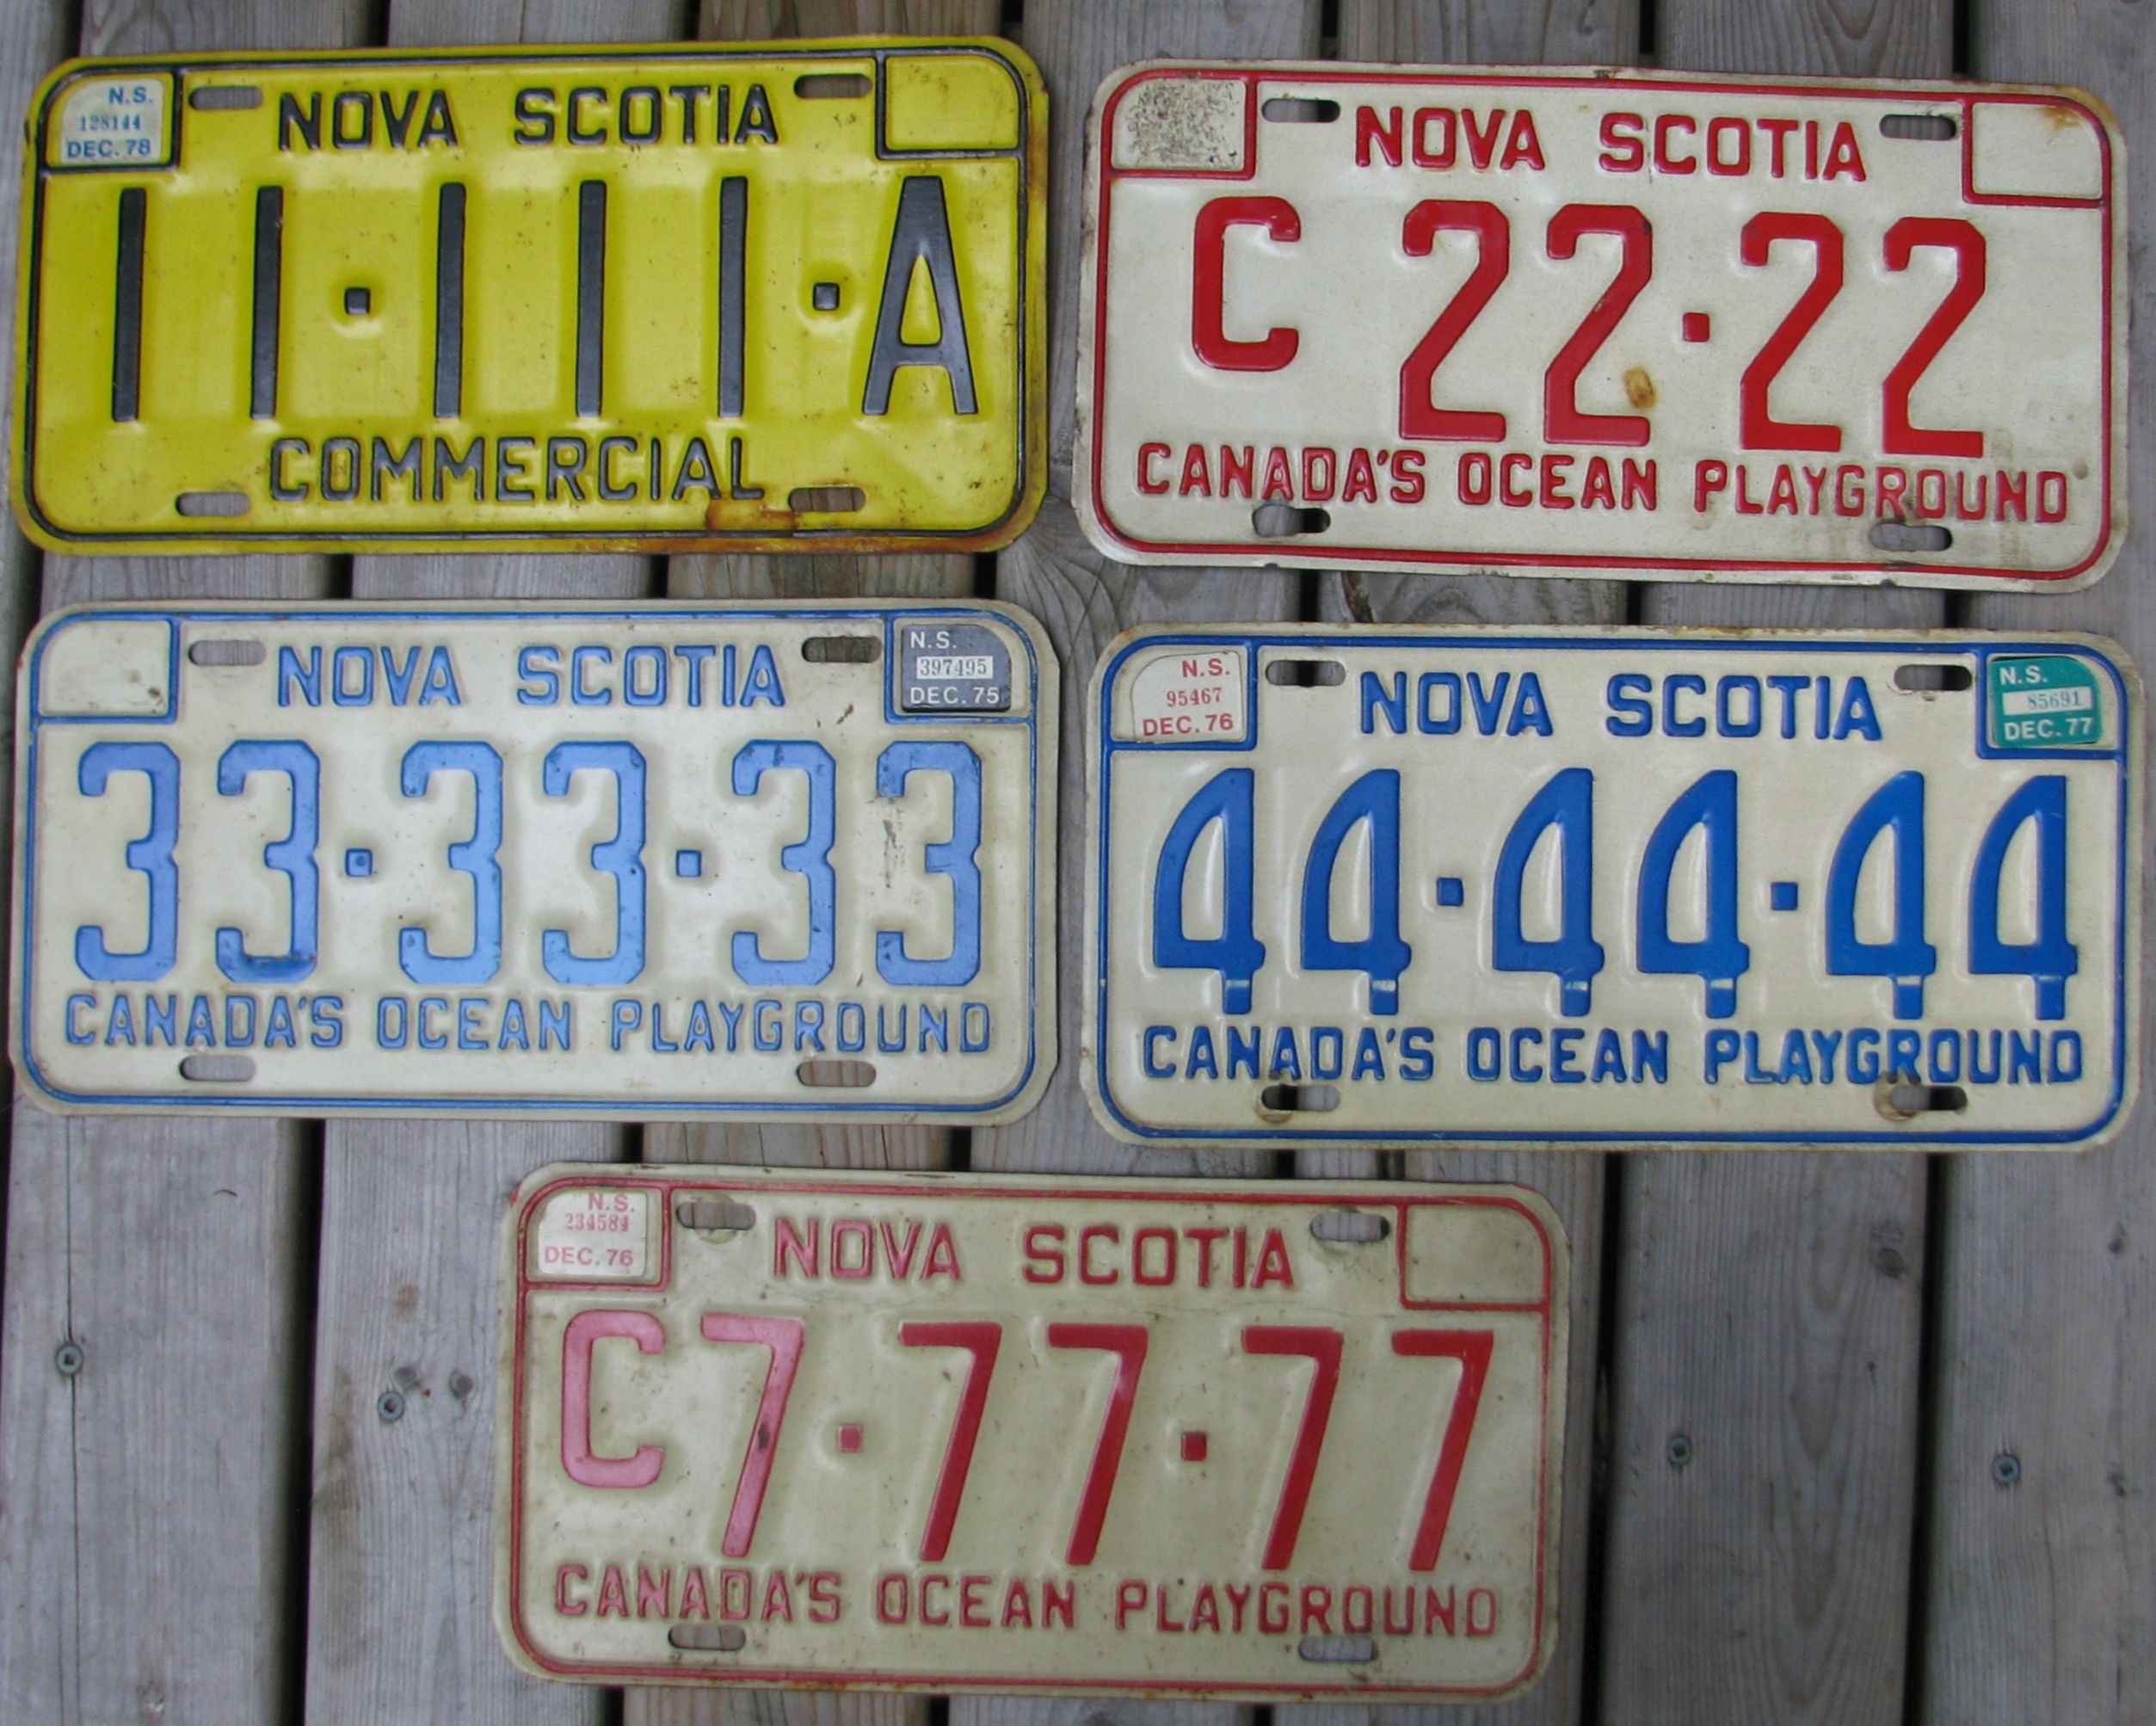 N.S.
128144
DEC. 78
NOVA SCOTIA
11·111·A
COMMERCIAL
NOVA SCOTIA
C 22·22
CANADA'S OCEAN PLAYGROUND
NOVA SCOTIA
N.S.
397495
DEC. 75
33·33·33
CANADA'S OCEAN PLAYGROUND
N.S.
95467
DEC. 76
NOVA SCOTIA
N.S.
85691
DEC. 77
44·44·44
CANADA'S OCEAN PLAYGROUND
N.S.
234584
DEC. 76
NOVA SCOTIA
C7·77·77
CANADA'S OCEAN PLAYGROUND